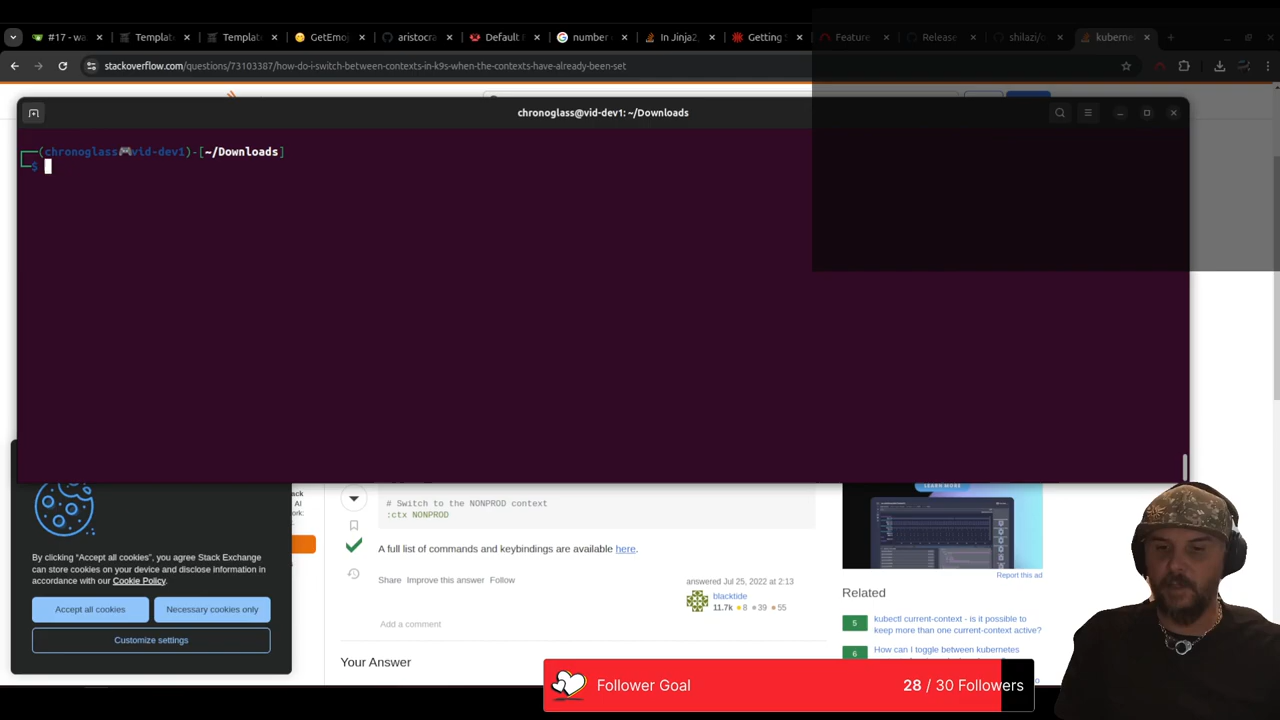 #17 - wa
Templat
Templat
GetEmoj
aristocra
Default E
number
In Jinja2,
Getting S
Feature
Release
shilazi/u
kuberne
stackoverflow.com/questions/73103387/how-do-i-switch-between-contexts-in-k9s-when-the-contexts-have-already-been-set
chronoglass@vid-dev1: ~/Downloads
(chronoglass🎮vid-dev1)-[~/Downloads]
$
LEARN MORE
# Switch to the NONPROD context
:ctx NONPROD
A full list of commands and keybindings are available here.
Share Improve this answer Follow
answered Jul 25, 2022 at 2:13
blacktide
11.7k 8 39 55
Add a comment
Your Answer
Report this ad
Related
5 kubectl current-context - is it possible to
keep more than one current-context active?
6 How can I toggle between kubernetes
By clicking "Accept all cookies", you agree Stack Exchange
can store cookies on your device and disclose information in
accordance with our Cookie Policy.
Accept all cookies
Necessary cookies only
Customize settings
Follower Goal
28 / 30 Followers